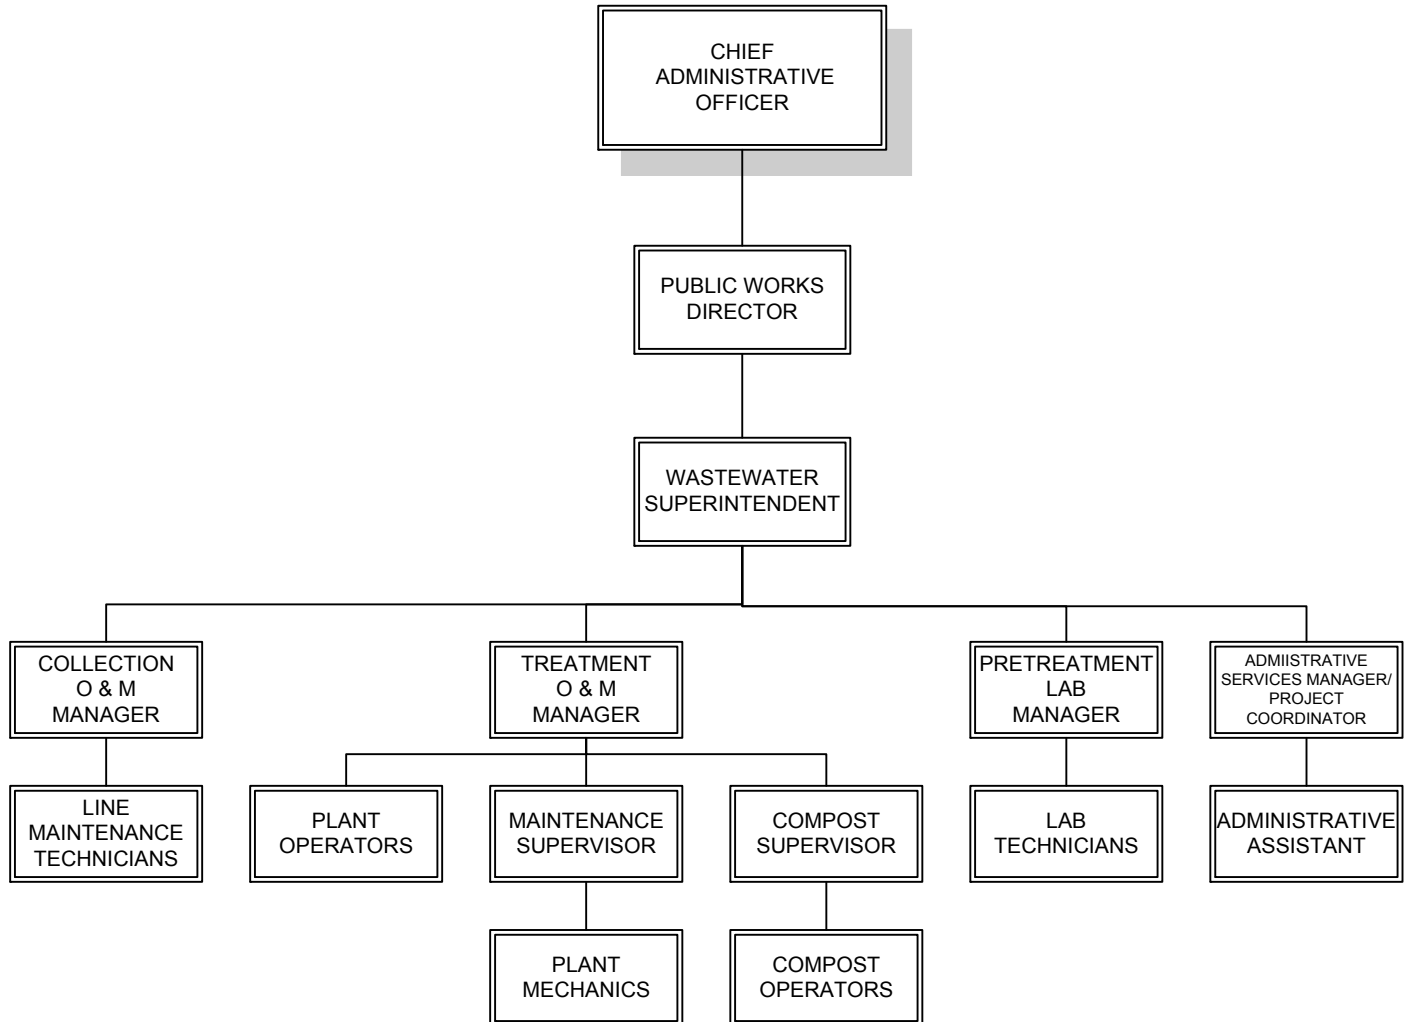 CHIEF
ADMINISTRATIVE
OFFICER
PUBLIC WORKS
DIRECTOR
WASTEWATER
SUPERINTENDENT
COLLECTION
O & M
MANAGER
TREATMENT
O & M
MANAGER
PRETREATMENT
LAB
MANAGER
ADMIISTRATIVE
SERVICES MANAGER/
PROJECT
COORDINATOR
LINE
MAINTENANCE
TECHNICIANS
PLANT
OPERATORS
MAINTENANCE
SUPERVISOR
COMPOST
SUPERVISOR
LAB
TECHNICIANS
ADMINISTRATIVE
ASSISTANT
PLANT
MECHANICS
COMPOST
OPERATORS